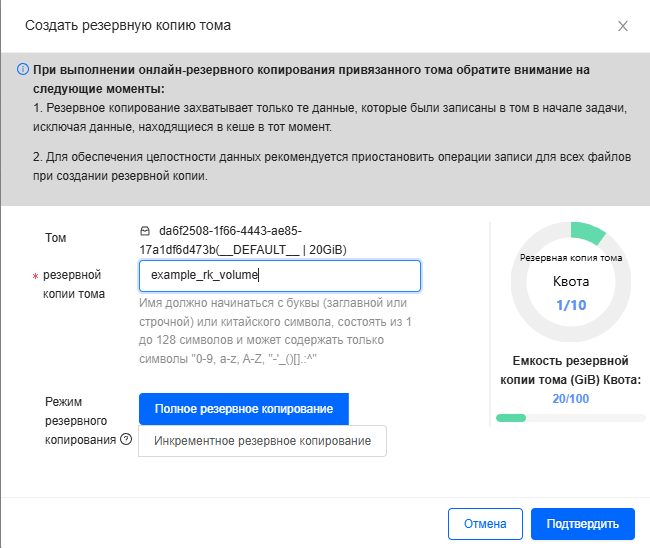 Создать резервную копию тома
При выполнении онлайн-резервного копирования привязанного тома обратите внимание на
следующие моменты:
1. Резервное копирование захватывает только те данные, которые были записаны в том в начале задачи,
исключая данные, находящиеся в кеше в тот момент.
2. Для обеспечения целостности данных рекомендуется приостановить операции записи для всех файлов
при создании резервной копии.
Том
da6f2508-1f66-4443-ae85-
17a1df6d473b(__DEFAULT__ | 20GiB)
* резервной
копии тома
example_rk_volume
Имя должно начинаться с буквы (заглавной или
строчной) или китайского символа, состоять из 1
до 128 символов и может содержать только
символы "0-9, a-z, A-Z, "-'_()[].:^"
Режим
резервного
копирования
Полное резервное копирование
Инкрементное резервное копирование
Резервная копия тома
Квота
1/10
Емкость резервной
копии тома (GiB) Квота:
20/100
Отмена
Подтвердить